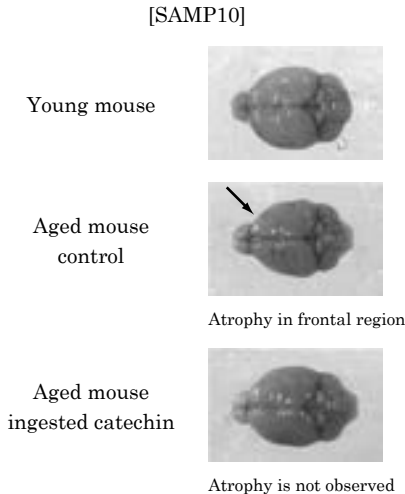 [SAMP10]
Young mouse
Aged mouse
control
Atrophy in frontal region
Aged mouse
ingested catechin
Atrophy is not observed